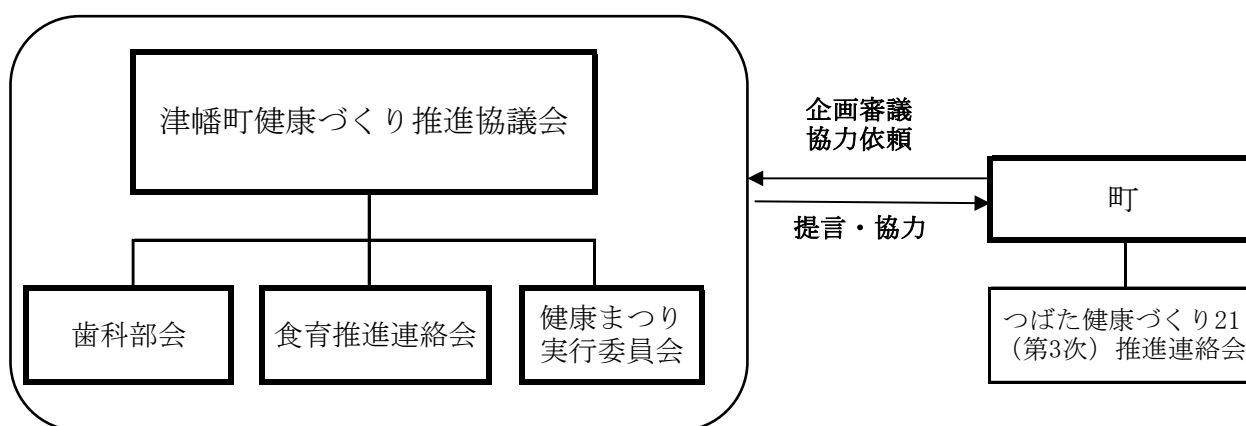 津幡町健康づくり推進協議会
企画審議
協力依頼
町
提言・協力
歯科部会
食育推進連絡会
健康まつり
実行委員会
つばた健康づくり21
（第3次）推進連絡会